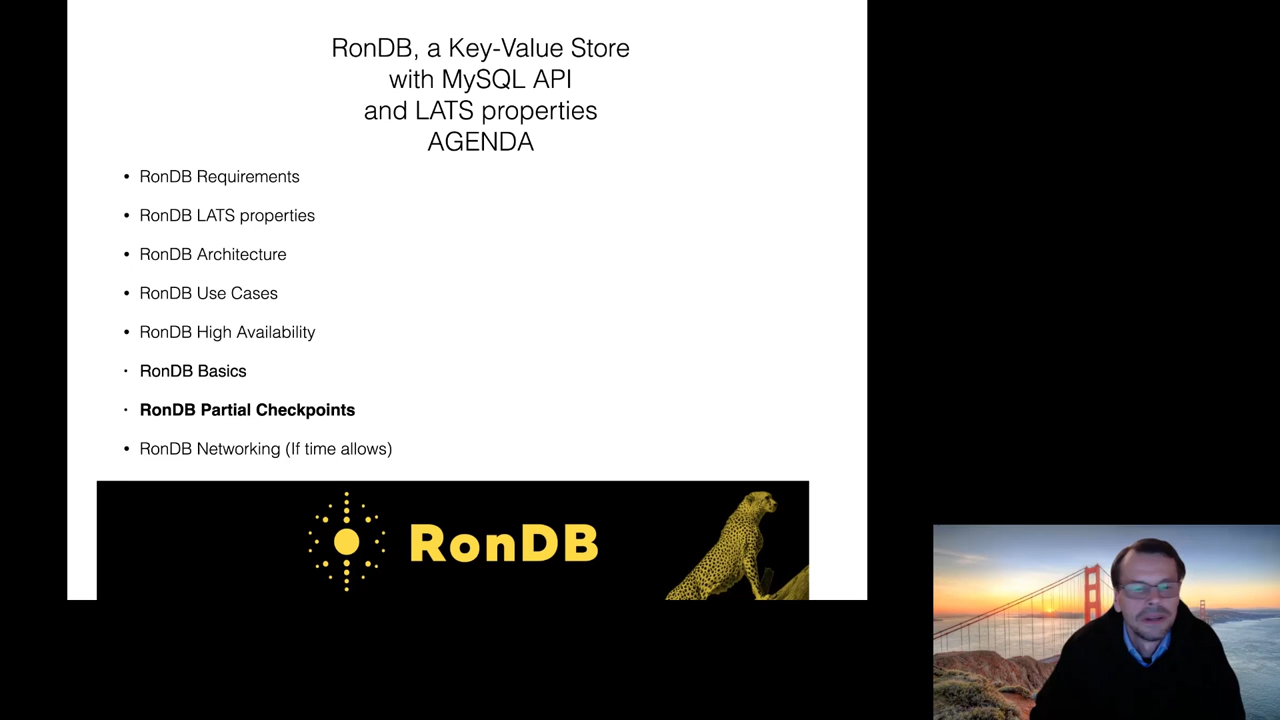 RonDB, a Key-Value Store
with MySQL API
and LATS properties
AGENDA
• RonDB Requirements
• RonDB LATS properties
• RonDB Architecture
• RonDB Use Cases
• RonDB High Availability
• RonDB Basics
• RonDB Partial Checkpoints
• RonDB Networking (If time allows)
RonDB